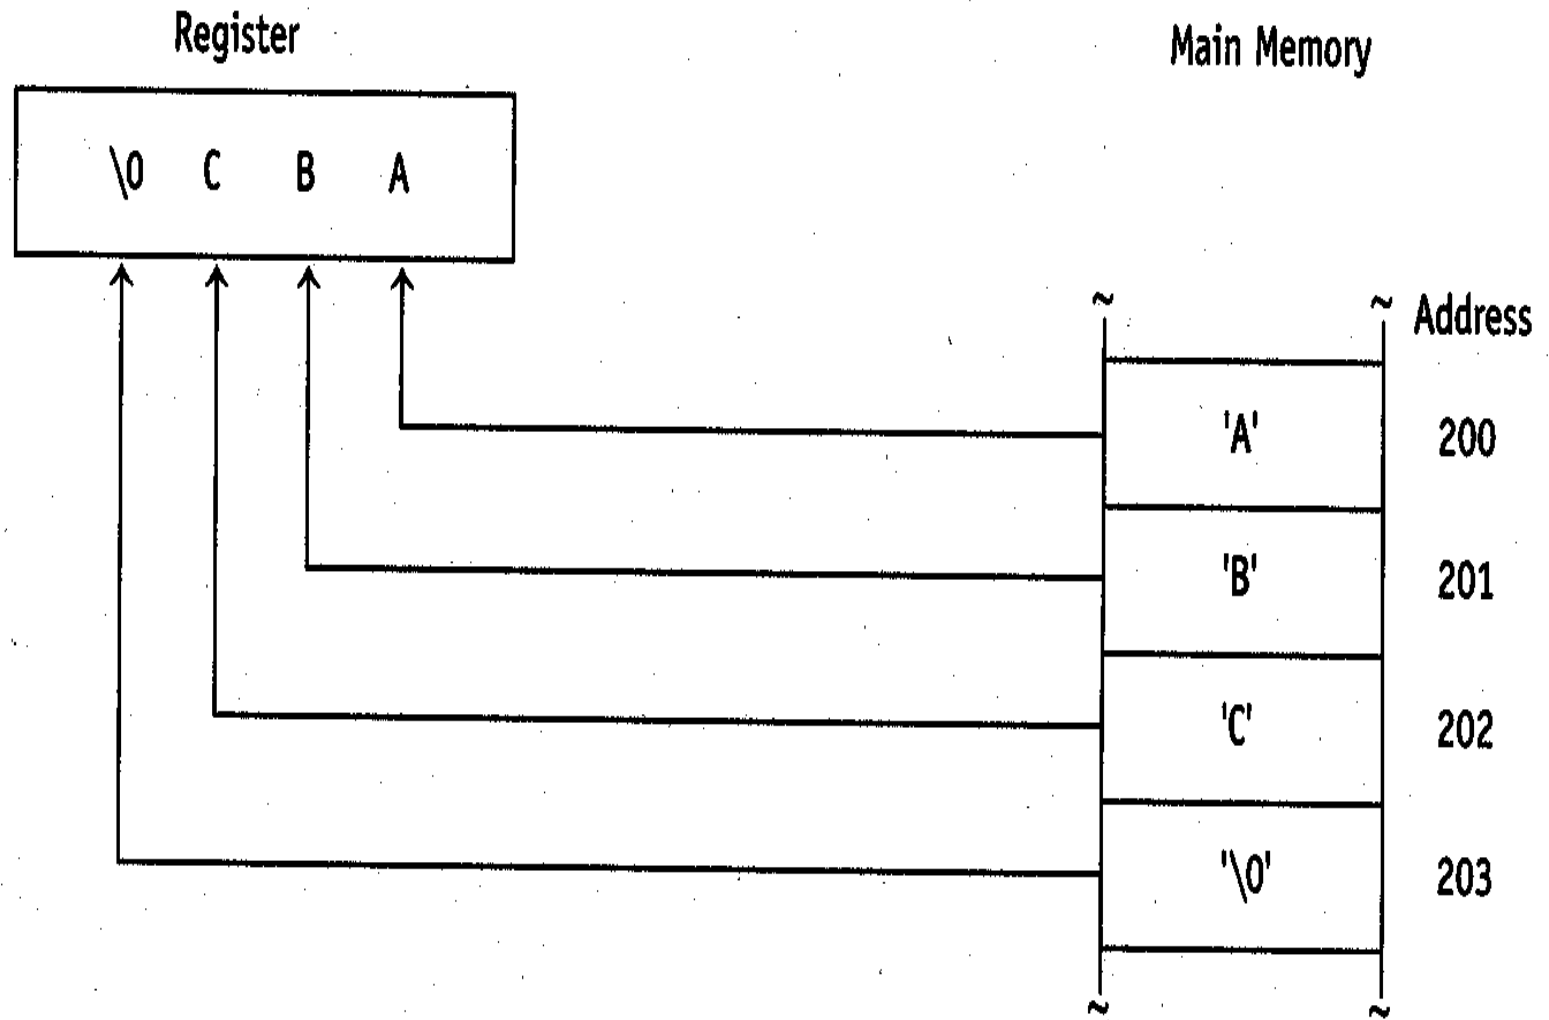 Register
Main Memory
\0 C B A
Address
'A' 200
'B' 201
'C' 202
'\0' 203